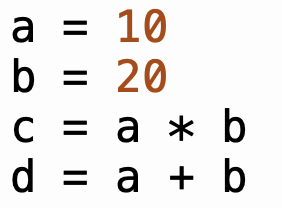 a = 10
b = 20
c = a * b
d = a + b